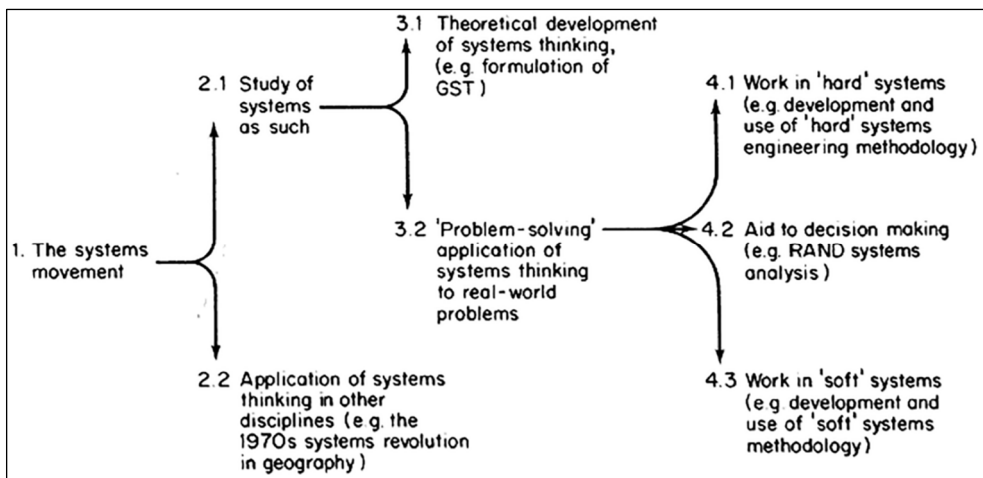 3.1 Theoretical development
of systems thinking,
(e.g. formulation of
GST)
2.1 Study of
systems
as such
4.1 Work in 'hard' systems
(e.g. development and
use of 'hard' systems
engineering methodology)
1. The systems
movement
3.2 'Problem-solving'
application of
systems thinking
to real-world
problems
4.2 Aid to decision making
(e.g. RAND systems
analysis)
2.2 Application of systems
thinking in other
disciplines (e.g. the
1970s systems revolution
in geography)
4.3 Work in 'soft' systems
(e.g. development and
use of 'soft' systems
methodology)